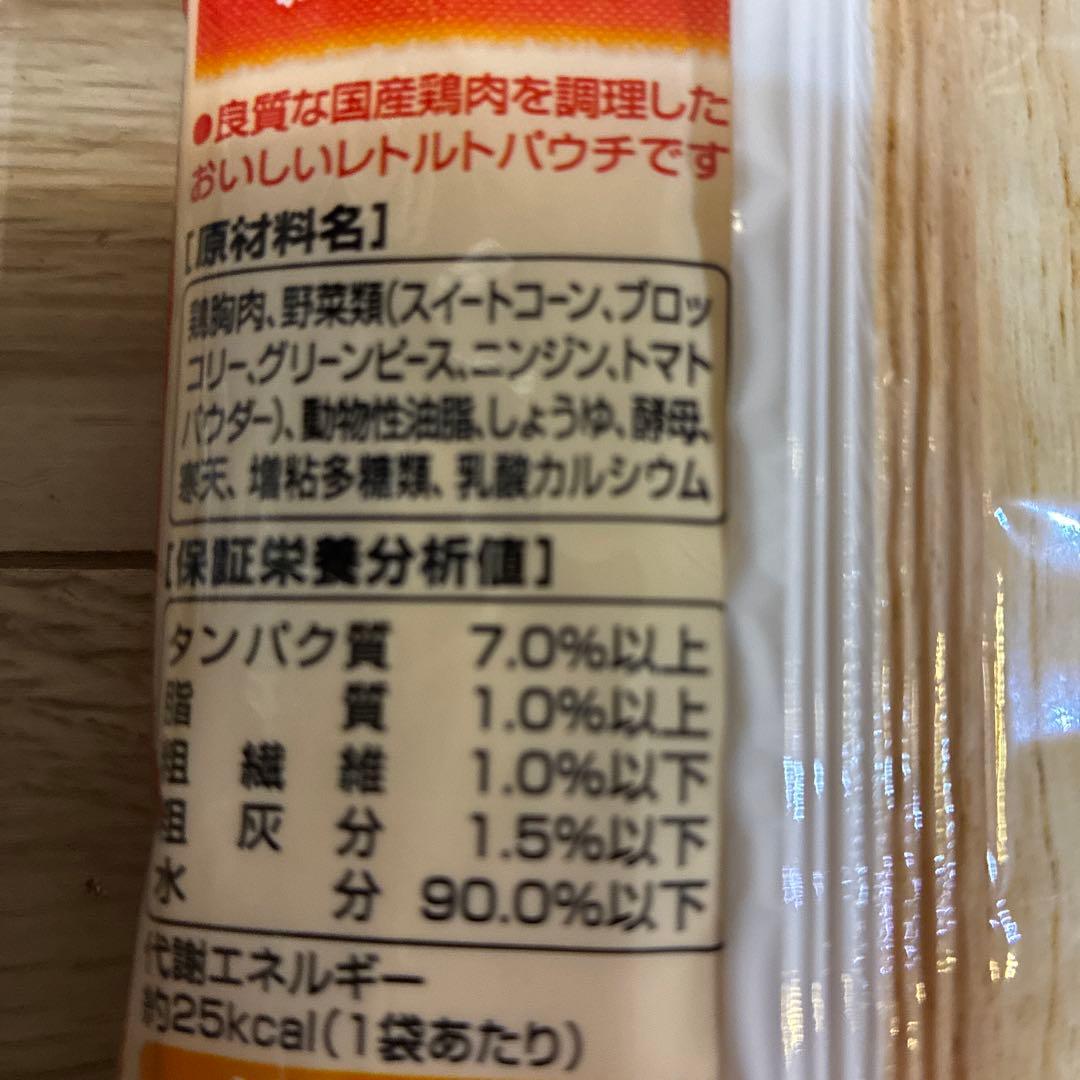 ●良質な国産鶏肉を調理した
おいしいレトルトパウチです
[原材料名]
鶏胸肉、野菜類(スイートコーン、ブロッ
コリー、グリーンピース、ニンジン、トマト
パウダー)、動物性油脂、しょうゆ、酵母、
寒天、増粘多糖類、乳酸カルシウム
[保証栄養分析値]
タンパク質 7.0%以上
脂質 1.0%以上
粗繊維 1.0%以下
粗灰分 1.5%以下
水分 90.0%以下
代謝エネルギー
約25kcal(1袋あたり)